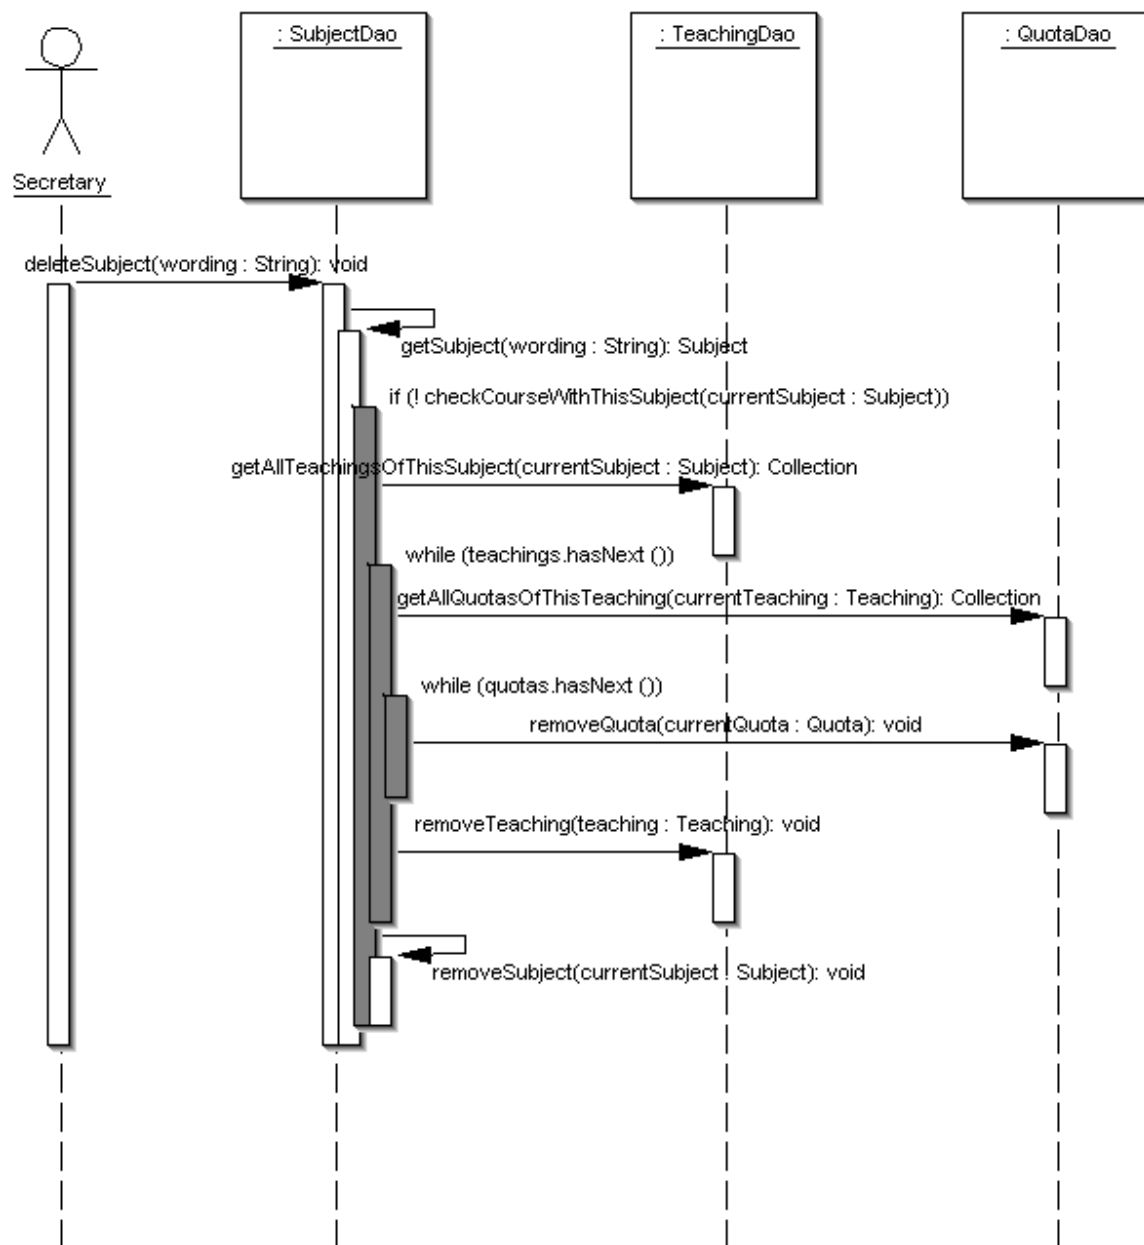 : SubjectDao
: TeachingDao
: QuotaDao
Secretary
deleteSubject(wording : String): void
getSubject(wording : String): Subject
if (! checkCourseWithThisSubject(currentSubject : Subject))
getAllTeachingsOfThisSubject(currentSubject : Subject): Collection
while (teachings.hasNext ())
getAllQuotasOfThisTeaching(currentTeaching : Teaching): Collection
while (quotas.hasNext ())
removeQuota(currentQuota : Quota): void
removeTeaching(teaching : Teaching): void
removeSubject(currentSubject : Subject): void